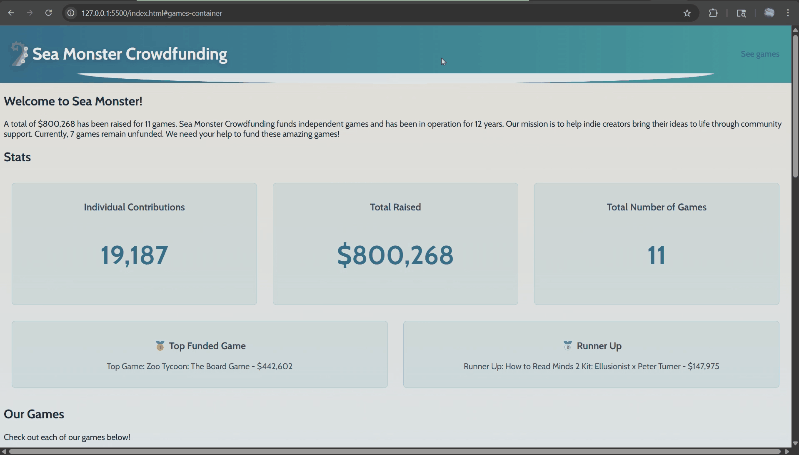 127.0.0.1:5500/index.html#games-container
Sea Monster Crowdfunding
See games
Welcome to Sea Monster!
A total of $800,268 has been raised for 11 games. Sea Monster Crowdfunding funds independent games and has been in operation for 12 years. Our mission is to help indie creators bring their ideas to life through community
support. Currently, 7 games remain unfunded. We need your help to fund these amazing games!
Stats
Individual Contributions
19,187
Total Raised
$800,268
Total Number of Games
11
Top Funded Game
Top Game: Zoo Tycoon: The Board Game - $442,602
Runner Up
Runner Up: How to Read Minds 2 Kit: Ellusionist x Peter Turner - $147,975
Our Games
Check out each of our games below!